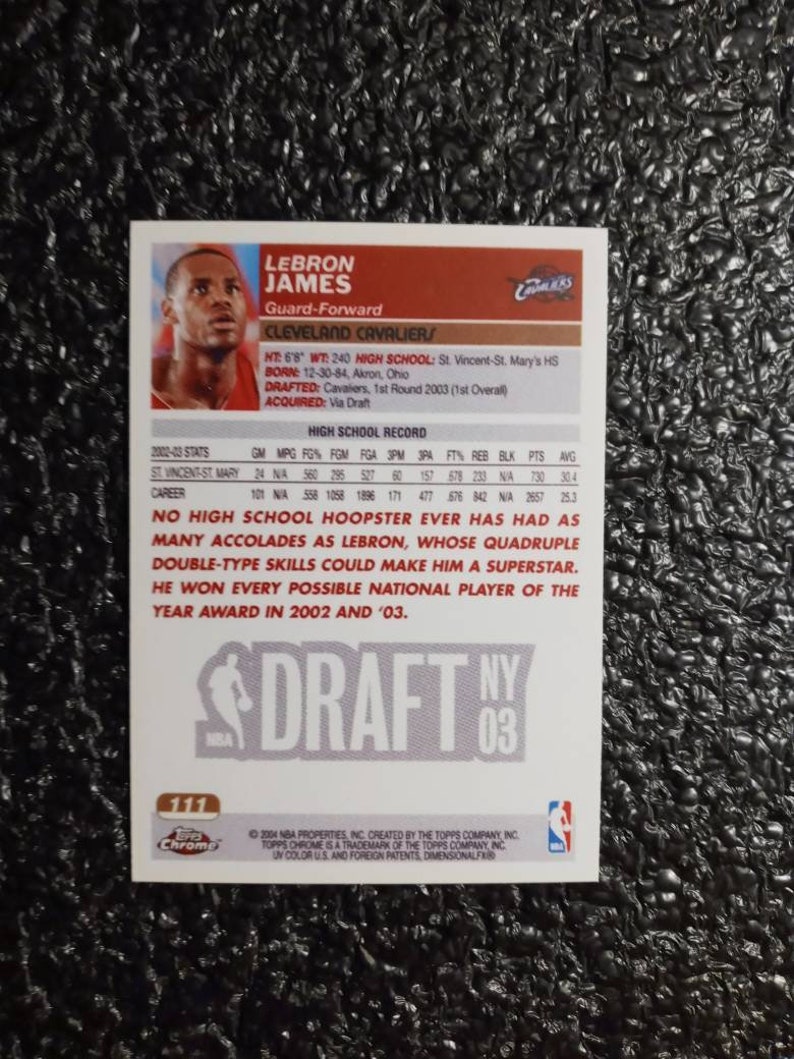 LEBRON
JAMES
CAVALIERS
Guard-Forward
CLEVELAND CAVALIERS
HT: 6'8" WT: 240 HIGH SCHOOL: St. Vincent-St. Mary's HS
BORN: 12-30-84, Akron, Ohio
DRAFTED: Cavaliers, 1st Round 2003 (1st Overall)
ACQUIRED: Via Draft
HIGH SCHOOL RECORD
2002-03 STATS GM MPG FG% FGM FGA 3PM 3PA FT% REB BLK PTS AVG
ST. VINCENT-ST. MARY 24 N/A .560 295 527 60 157 .678 233 N/A 730 30.4
CAREER 101 N/A .558 1058 1896 171 477 .676 842 N/A 2657 25.3
NO HIGH SCHOOL HOOPSTER EVER HAS HAD AS
MANY ACCOLADES AS LEBRON, WHOSE QUADRUPLE
DOUBLE-TYPE SKILLS COULD MAKE HIM A SUPERSTAR.
HE WON EVERY POSSIBLE NATIONAL PLAYER OF THE
YEAR AWARD IN 2002 AND '03.
NBA DRAFT NY 03
111
Topps Chrome
© 2004 NBA PROPERTIES, INC. CREATED BY THE TOPPS COMPANY, INC.
TOPPS CHROME IS A TRADEMARK OF THE TOPPS COMPANY, INC.
UV COLOR U.S. AND FOREIGN PATENTS, DIMENSIONALFX®
NBA